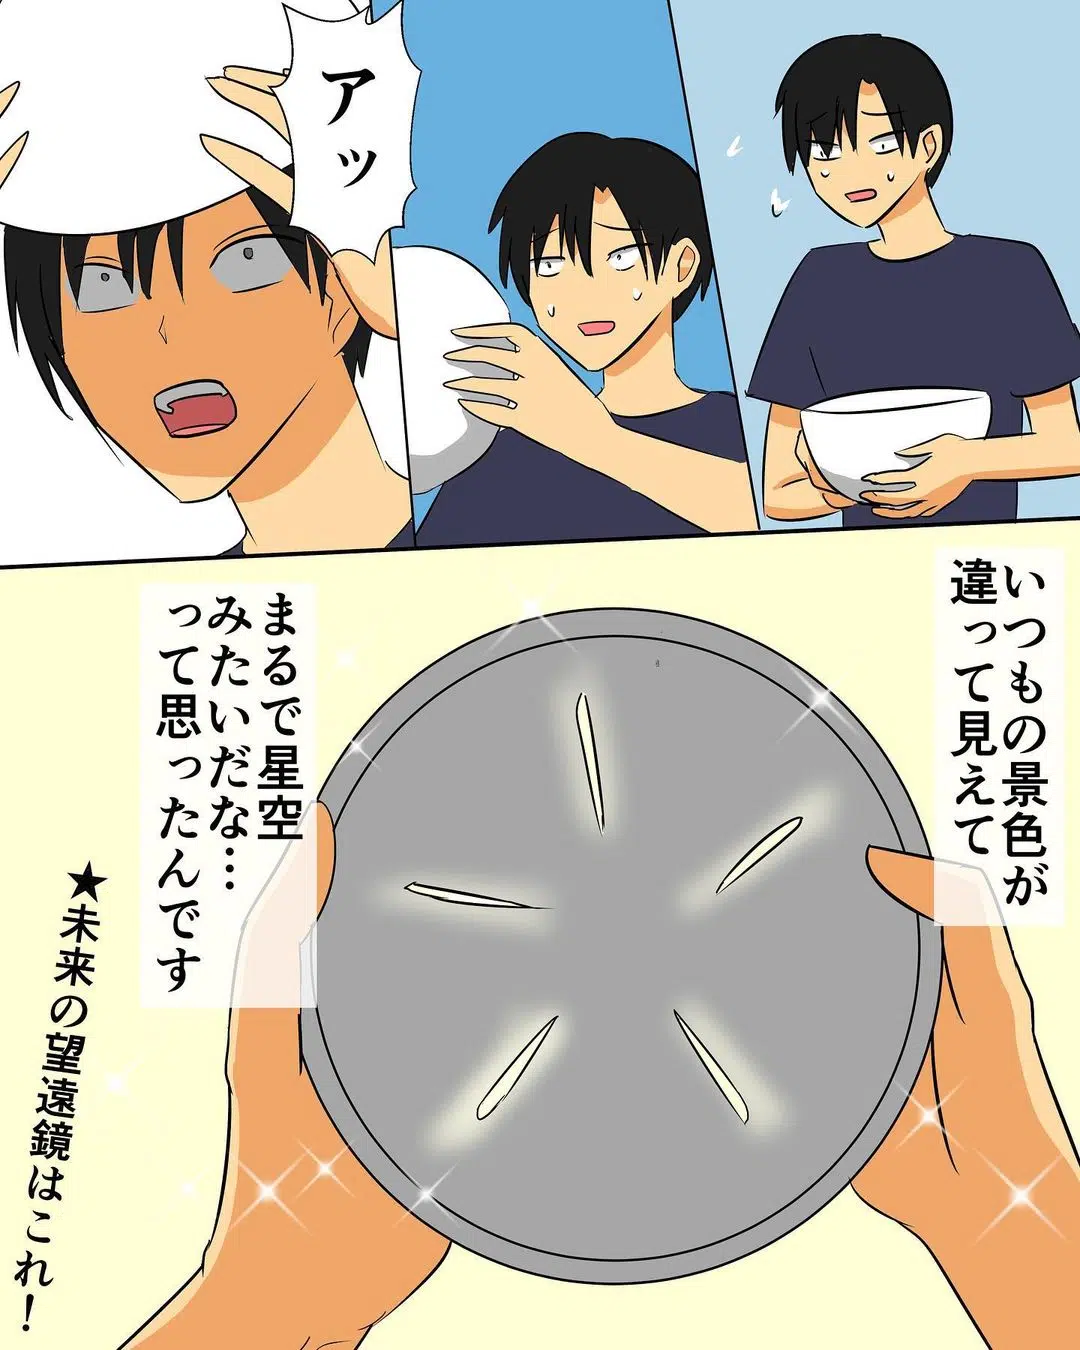 アッ
いつもの景色が
違って見えて
まるで星空
みたいだな…
って思ったんです
★未来の望遠鏡はこれ！